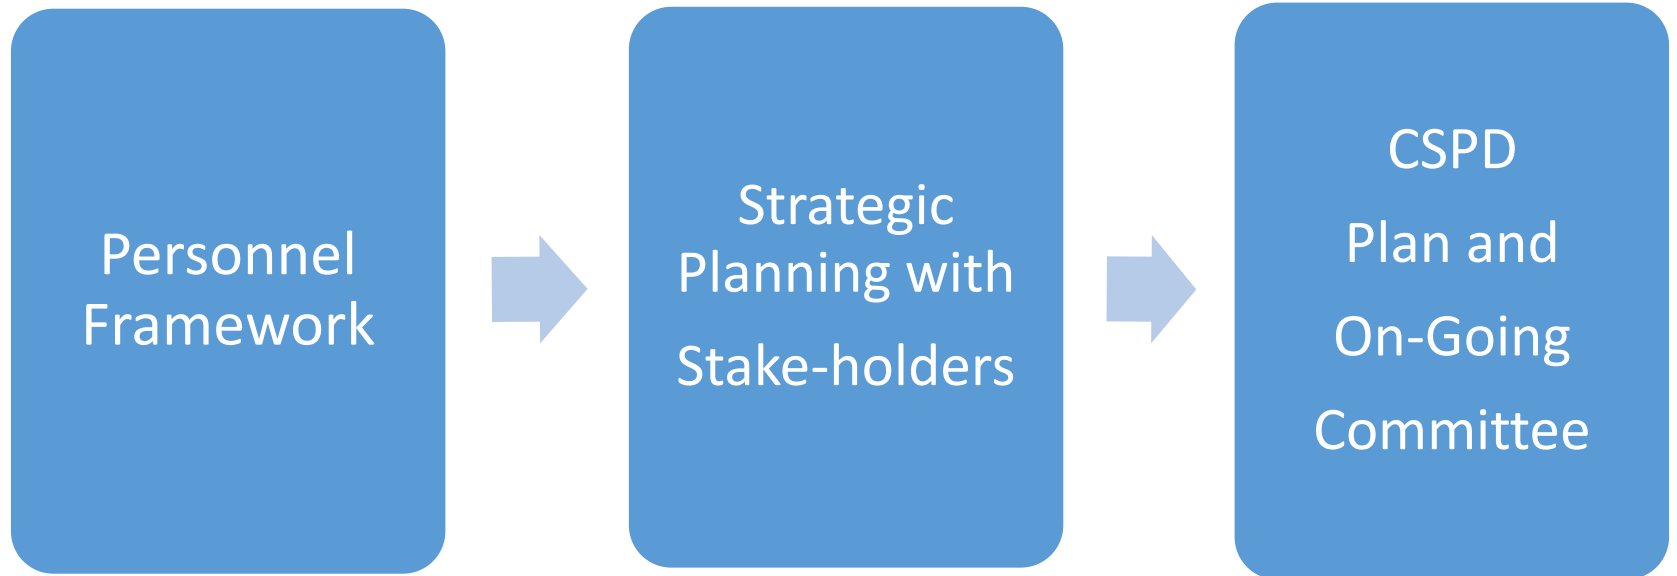 Personnel
Framework
Strategic
Planning with
Stake-holders
CSPD
Plan and
On-Going
Committee